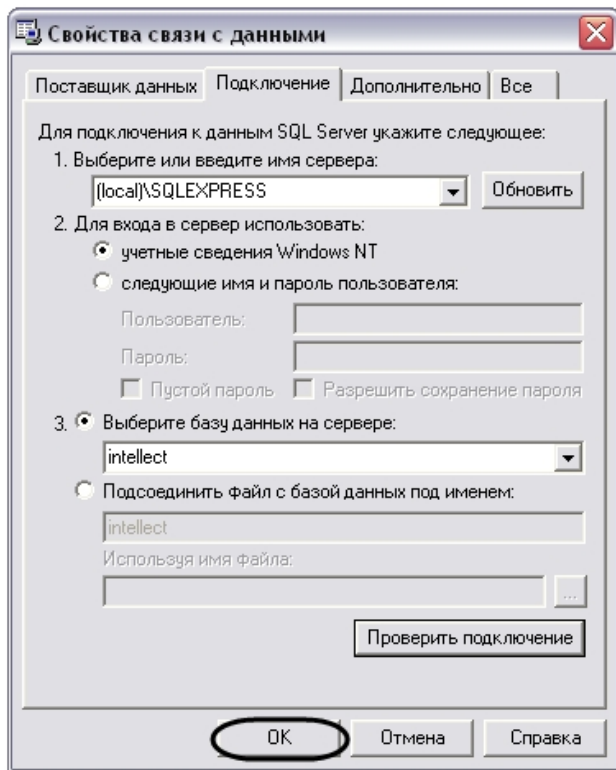 Свойства связи с данными
Поставщик данных Подключение Дополнительно Все
Для подключения к данным SQL Server укажите следующее:
1. Выберите или введите имя сервера:
(local)\SQLEXPRESS Обновить
2. Для входа в сервер использовать:
учетные сведения Windows NT
следующие имя и пароль пользователя:
Пользователь:
Пароль:
Пустой пароль Разрешить сохранение пароля
3. Выберите базу данных на сервере:
intellect
Подсоединить файл с базой данных под именем:
intellect
Используя имя файла:
...
Проверить подключение
ОК Отмена Справка